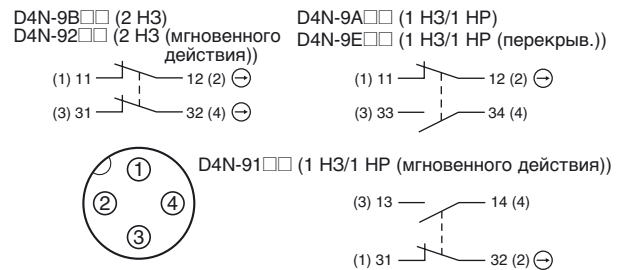 D4N-9B□□ (2 НЗ)
D4N-92□□ (2 НЗ (мгновенного
действия))
(1) 11 12 (2)
(3) 31 32 (4)
D4N-9A□□ (1 НЗ/1 НР)
D4N-9E□□ (1 НЗ/1 НР (перекрыв.))
(1) 11 12 (2)
(3) 33 34 (4)
1
2 4
3
D4N-91□□ (1 НЗ/1 НР (мгновенного действия))
(3) 13 14 (4)
(1) 31 32 (2)